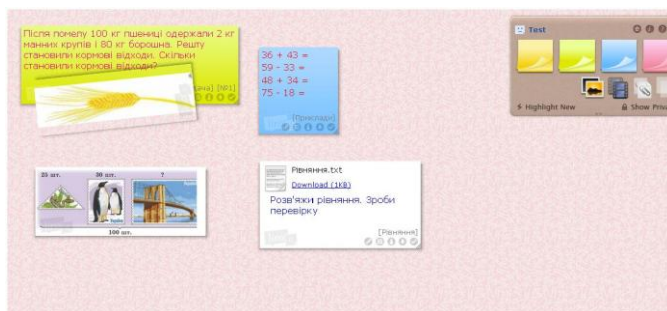 Після помелу 100 кг пшениці одержали 2 кг
манних крупів і 80 кг борошна. Решту
становили кормові відходи. Скільки
становили кормові відходи?
[NR1]
36 + 43 =
59 - 33 =
48 + 34 =
75 - 18 =
[Приклади]
Test
Highlight New
Show Priva
25 шт.
30 шт.
?
100 шт.
Рівняння.txt
Download (1KB)
Розв'яжи рівняння. Зроби
перевірку
[Рівняння]